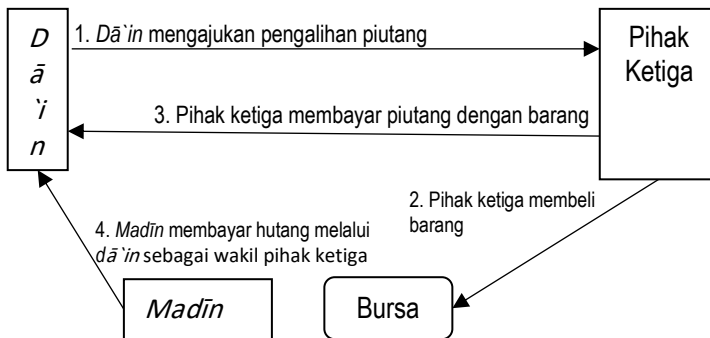 D
ā
`i
n
1. Dā`in mengajukan pengalihan piutang
Pihak
Ketiga
3. Pihak ketiga membayar piutang dengan barang
2. Pihak ketiga membeli
barang
4. Madīn membayar hutang melalui
dā`in sebagai wakil pihak ketiga
Madīn
Bursa